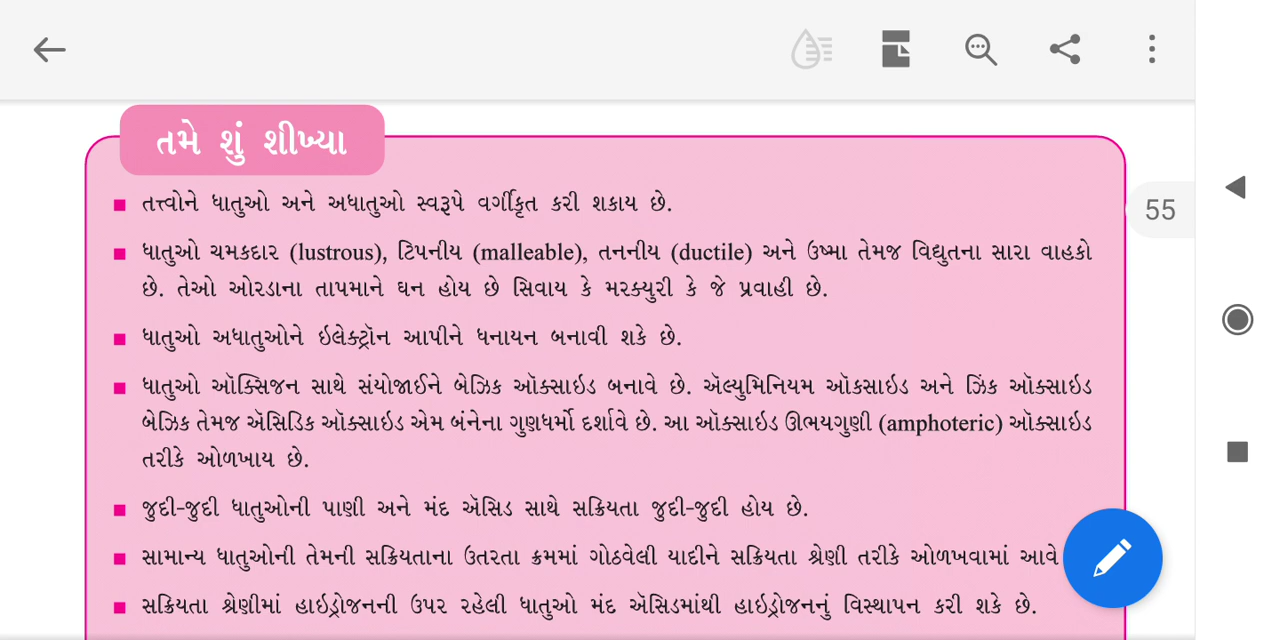 તમે શું શીખ્યા
■ તત્ત્વોને ધાતુઓ અને અધાતુઓ સ્વરૂપે વર્ગીકૃત કરી શકાય છે.
55
■ ધાતુઓ ચમકદાર (lustrous), ટિપનીય (malleable), તનનીય (ductile) અને ઉષ્મા તેમજ વિદ્યુતના સારા વાહકો
છે. તેઓ ઓરડાના તાપમાને ઘન હોય છે સિવાય કે મરક્યુરી કે જે પ્રવાહી છે.
■ ધાતુઓ અધાતુઓને ઇલેક્ટ્રૉન આપીને ધનાયન બનાવી શકે છે.
■ ધાતુઓ ઑક્સિજન સાથે સંયોજાઈને બેઝિક ઑક્સાઇડ બનાવે છે. ઍલ્યુમિનિયમ ઑકસાઇડ અને ઝિંક ઑક્સાઇડ
બેઝિક તેમજ ઍસિડિક ઑક્સાઇડ એમ બંનેના ગુણધર્મો દર્શાવે છે. આ ઑક્સાઇડ ઊભયગુણી (amphoteric) ઑક્સાઇડ
તરીકે ઓળખાય છે.
■ જુદી-જુદી ધાતુઓની પાણી અને મંદ ઍસિડ સાથે સક્રિયતા જુદી-જુદી હોય છે.
■ સામાન્ય ધાતુઓની તેમની સક્રિયતાના ઉતરતા ક્રમમાં ગોઠવેલી યાદીને સક્રિયતા શ્રેણી તરીકે ઓળખવામાં આવે
■ સક્રિયતા શ્રેણીમાં હાઇડ્રોજનની ઉપર રહેલી ધાતુઓ મંદ ઍસિડમાંથી હાઇડ્રોજનનું વિસ્થાપન કરી શકે છે.